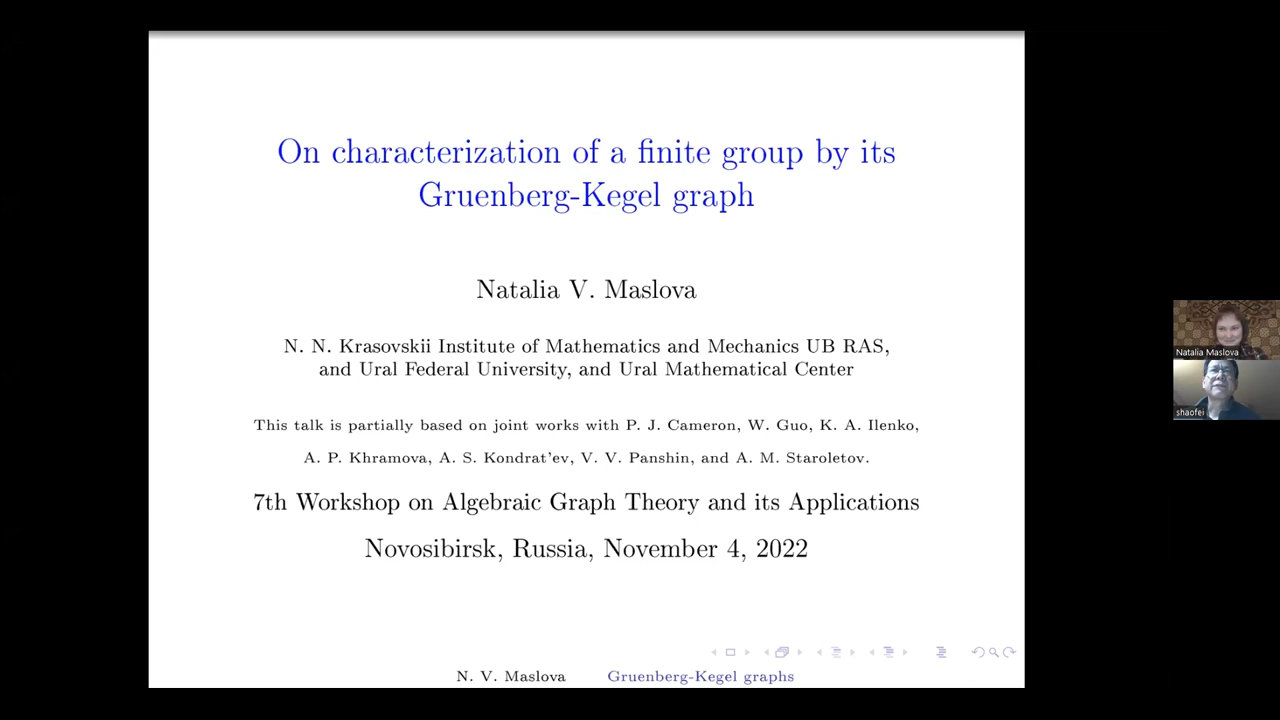 On characterization of a finite group by its
Gruenberg-Kegel graph
Natalia V. Maslova
N. N. Krasovskii Institute of Mathematics and Mechanics UB RAS,
and Ural Federal University, and Ural Mathematical Center
This talk is partially based on joint works with P. J. Cameron, W. Guo, K. A. Ilenko,
A. P. Khramova, A. S. Kondrat'ev, V. V. Panshin, and A. M. Staroletov.
7th Workshop on Algebraic Graph Theory and its Applications
Novosibirsk, Russia, November 4, 2022
N. V. Maslova Gruenberg-Kegel graphs
Natalia Maslova
shaofei